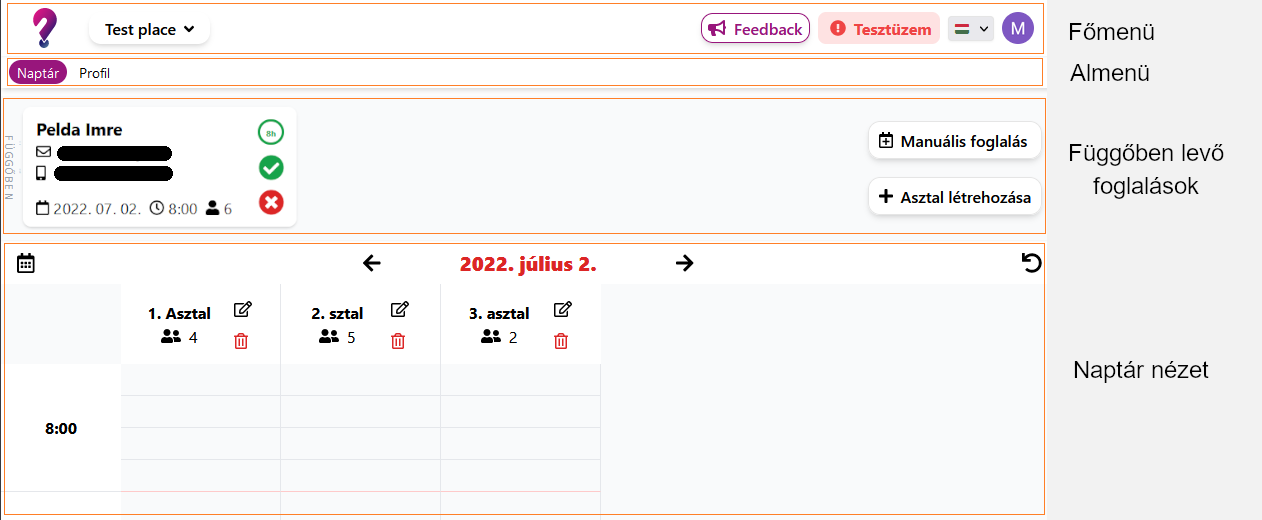 Test place
Feedback
Tesztüzem
M
Főmenü
Naptár
Profil
Almenü
FÜGGŐBEN
Pelda Imre
8h
2022. 07. 02. 8:00 6
Manuális foglalás
Asztal létrehozása
Függőben levő
foglalások
2022. július 2.
1. Asztal
4
2. sztal
5
3. asztal
2
8:00
Naptár nézet